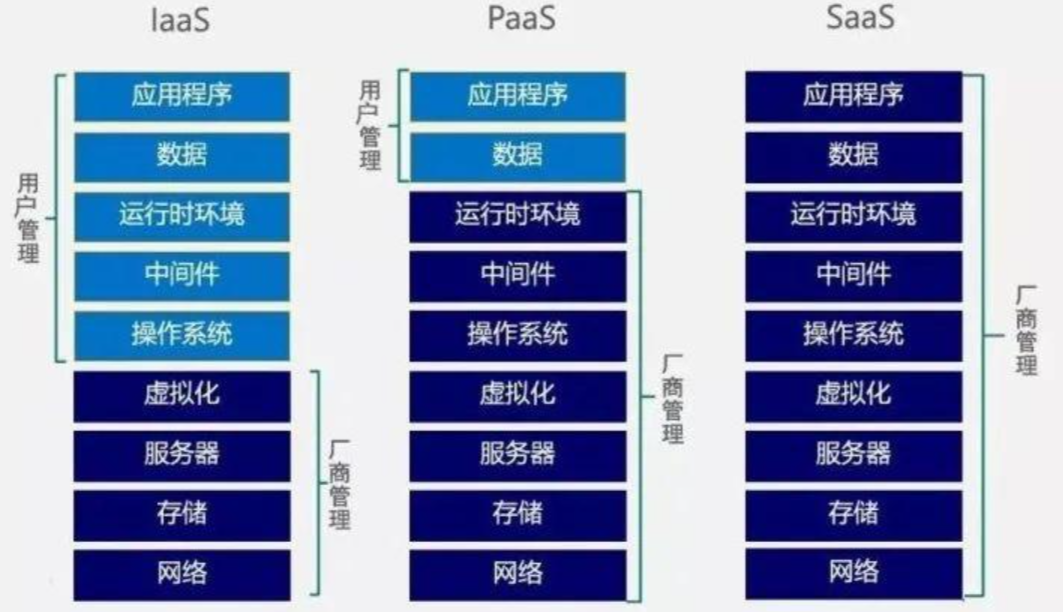 IaaS
用户管理
应用程序
数据
运行时环境
中间件
操作系统
虚拟化
服务器
存储
网络
厂商管理
PaaS
用户管理
应用程序
数据
运行时环境
中间件
操作系统
虚拟化
服务器
存储
网络
厂商管理
SaaS
应用程序
数据
运行时环境
中间件
操作系统
虚拟化
服务器
存储
网络
厂商管理